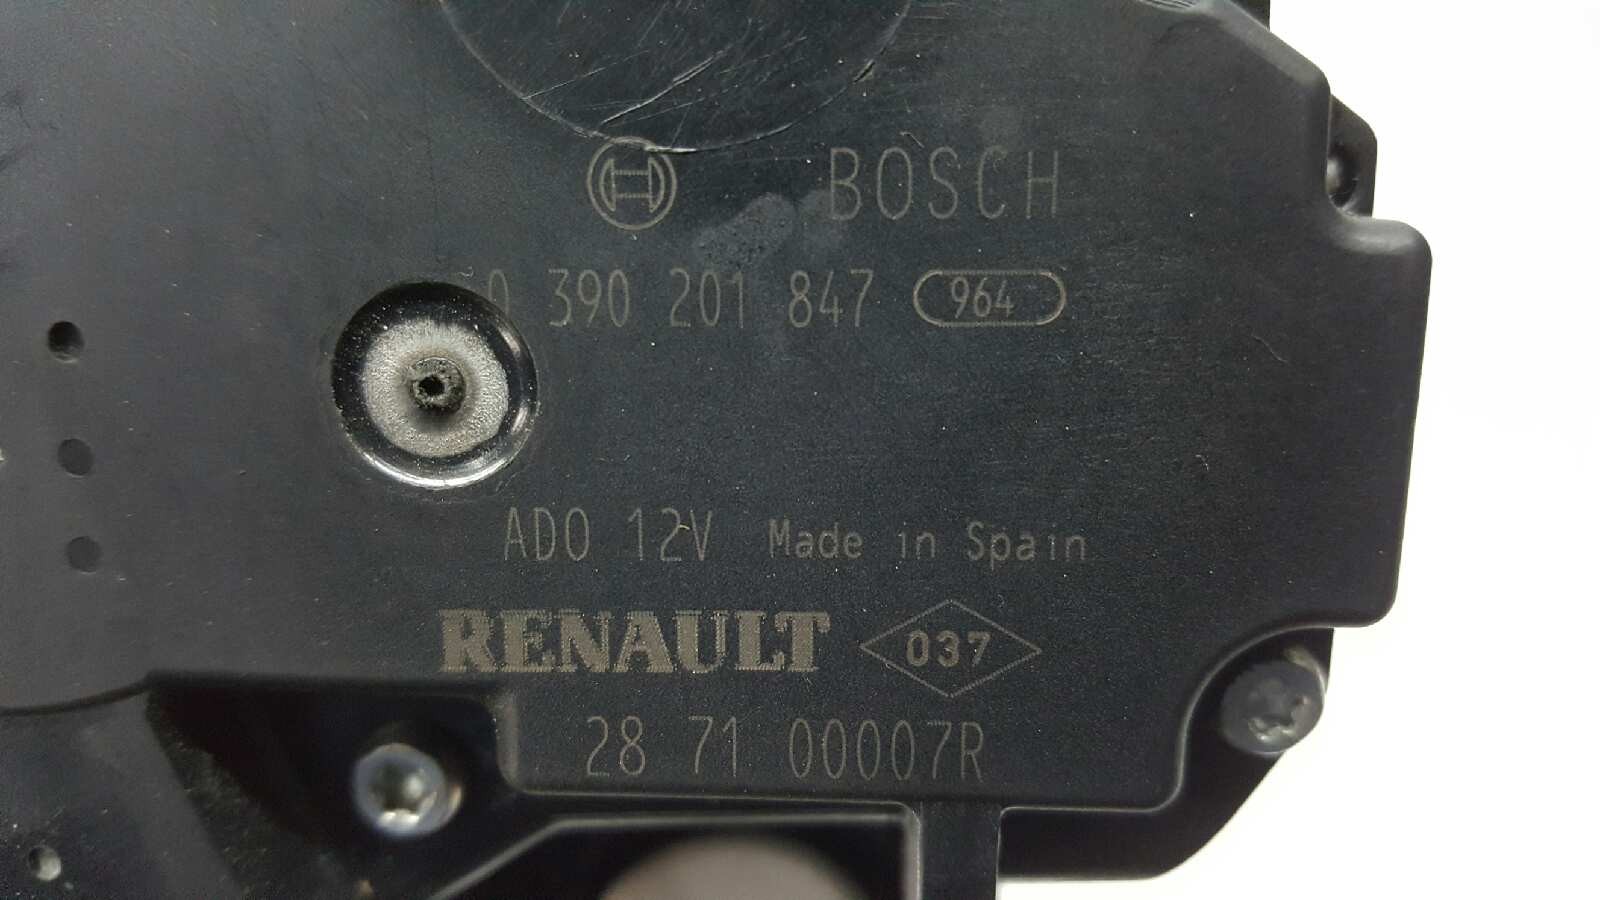 BOSCH
0 390 201 847 964
ADO 12V Made in Spain
RENAULT 037
28 71 00007R